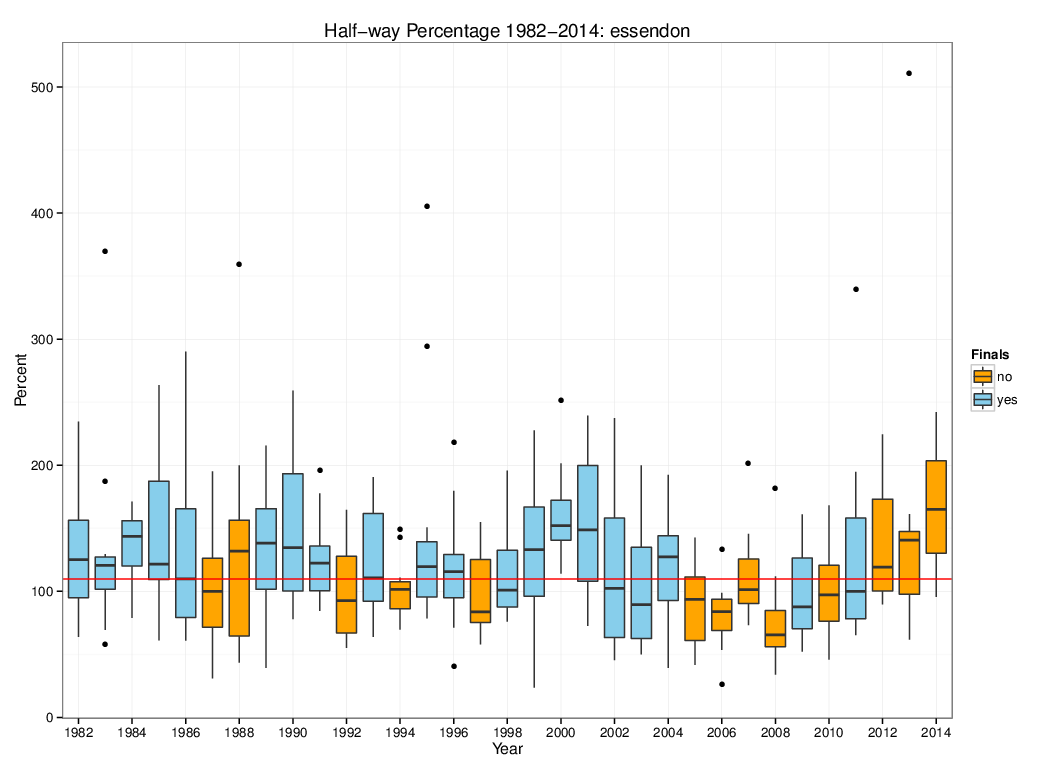 Half−way Percentage 1982−2014: essendon
500
400
300
200
100
0
Percent
1982 1984 1986 1988 1990 1992 1994 1996 1998 2000 2002 2004 2006 2008 2010 2012 2014
Year
Finals
no
yes